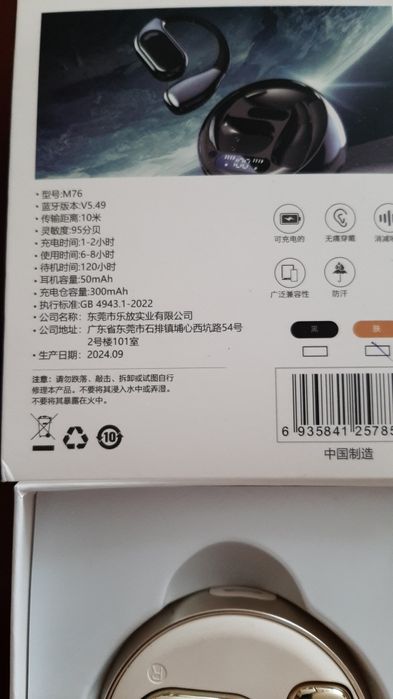 100
·型号:M76
·蓝牙版本:V5.49
·传输距离:10米
·灵敏度:95分贝
·充电时间:1-2小时
·使用时间:6-8小时
·待机时间:120小时
·耳机容量:50mAh
·充电仓容量:300mAh
·执行标准:GB 4943.1-2022
·公司名称：东莞市乐放实业有限公司
·公司地址：广东省东莞市石排镇埔心西坑路54号
2号楼101室
·生产日期：2024.09
可充电的
无痛穿戴
广泛兼容性
防汗
黑
肤
注意：请勿跌落、敲击、拆卸或试图自行
修理本产品。不要将其浸入水中或弄湿。
不要将其暴露在火中。
10
6 935841 25785
中国制造
R